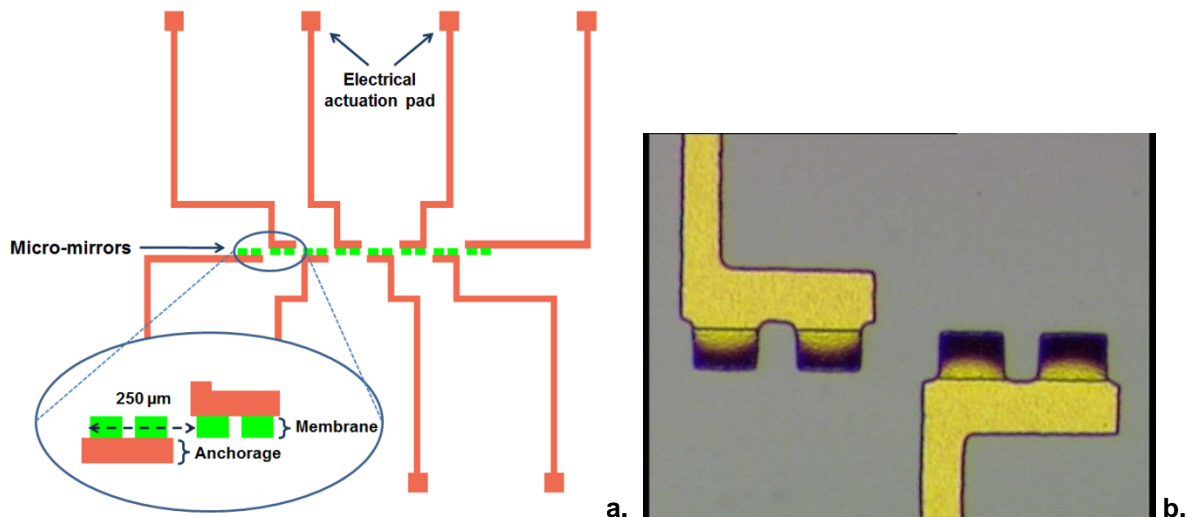 Electrical
actuation pad
Micro-mirrors
250 µm
Membrane
Anchorage
a.
b.